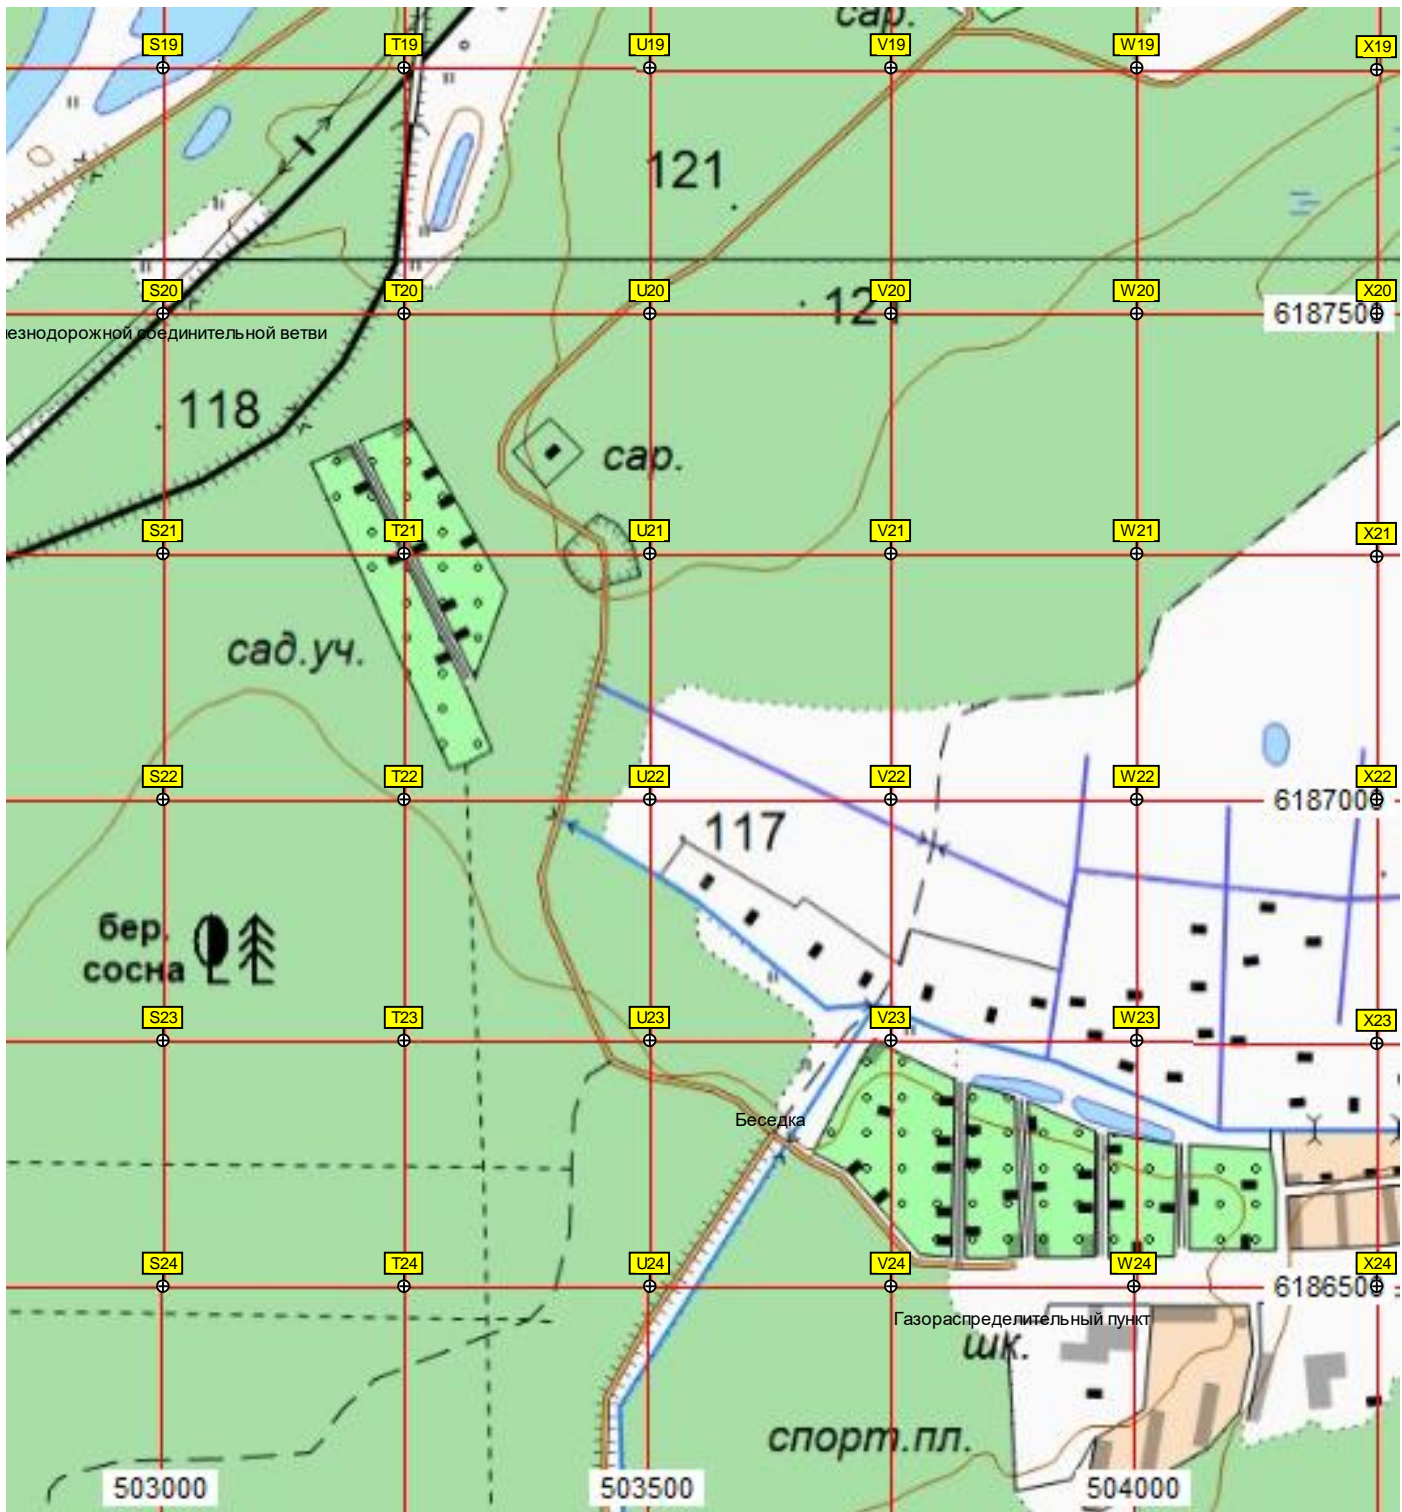 сар.
S19 T19 U19 V19 W19 X19
121
S20 T20 U20 V20 W20 X20
121
6187500
езнодорожной соединительной ветви
118
сар.
S21 T21 U21 V21 W21 X21
сад.уч.
S22 T22 U22 V22 W22 X22
6187000
117
бер.
сосна
S23 T23 U23 V23 W23 X23
Беседка
S24 T24 U24 V24 W24 X24
6186500
Газораспределительный пункт
шк.
спорт.пл.
503000 503500 504000